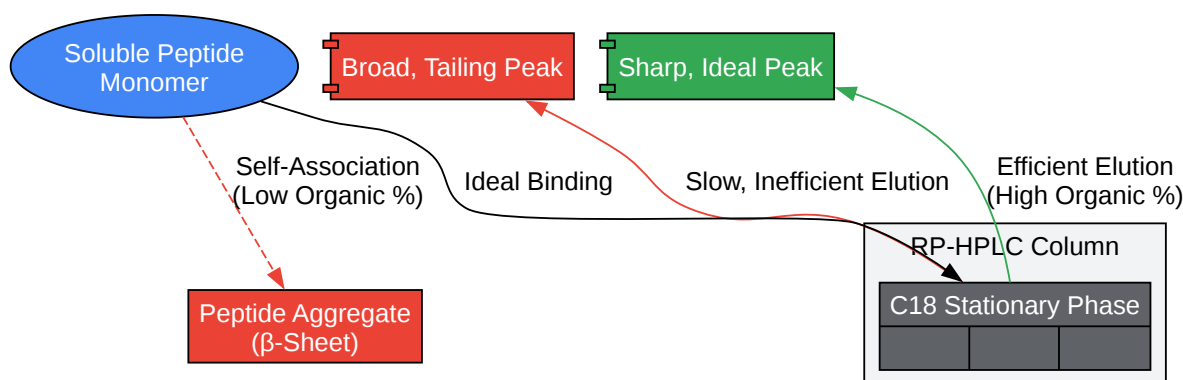 Soluble Peptide
Monomer
Broad, Tailing Peak
Sharp, Ideal Peak
Self-Association
(Low Organic %)
Ideal Binding
Slow, Inefficient Elution
Efficient Elution
(High Organic %)
RP-HPLC Column
C18 Stationary Phase
Peptide Aggregate
(β-Sheet)